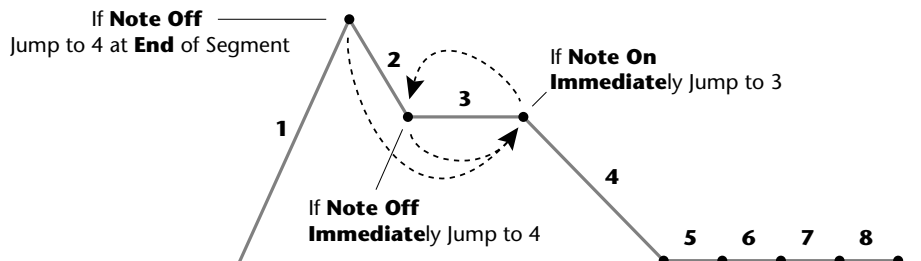 If Note Off
Jump to 4 at End of Segment
2
If Note On
Immediately Jump to 3
3
1
4
If Note Off
Immediately Jump to 4
5 6 7 8